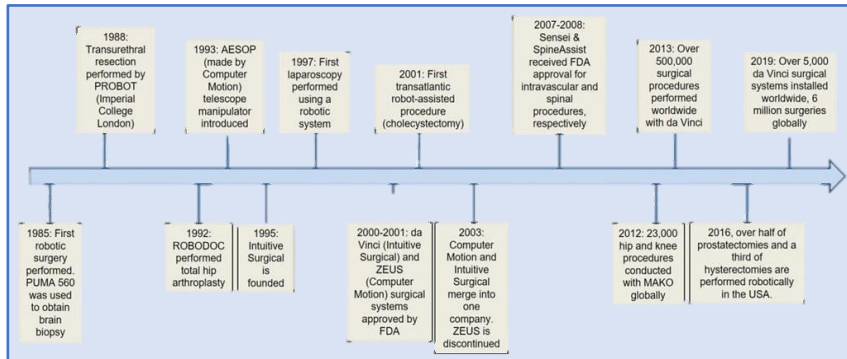 1988:
Transurethral
resection
performed by
PROBOT
(Imperial
College
London)
1993: AESOP
(made by
Computer
Motion)
telescope
manipulator
introduced
1997: First
laparoscopy
performed
using a
robotic
system
2001: First
transatlantic
robot-assisted
procedure
(cholecystectomy)
2007-2008:
Sensei &
SpineAssist
received FDA
approval for
intravascular and
spinal
procedures,
respectively
2013: Over
500,000
surgical
procedures
performed
worldwide
with da Vinci
2019: Over 5,000
da Vinci surgical
systems installed
worldwide, 6
million surgeries
globally
1985: First
robotic
surgery
performed.
PUMA 560
was used
to obtain
brain
biopsy
1992:
ROBODOC
performed
total hip
arthroplasty
1995:
Intuitive
Surgical
is
founded
2000-2001: da
Vinci (Intuitive
Surgical) and
ZEUS
(Computer
Motion) surgical
systems
approved by
FDA
2003:
Computer
Motion and
Intuitive
Surgical
merge into
one
company.
ZEUS is
discontinued
2012: 23,000
hip and knee
procedures
conducted
with MAKO
globally
2016, over half of
prostatectomies and a
third of
hysterectomies are
performed robotically
in the USA.